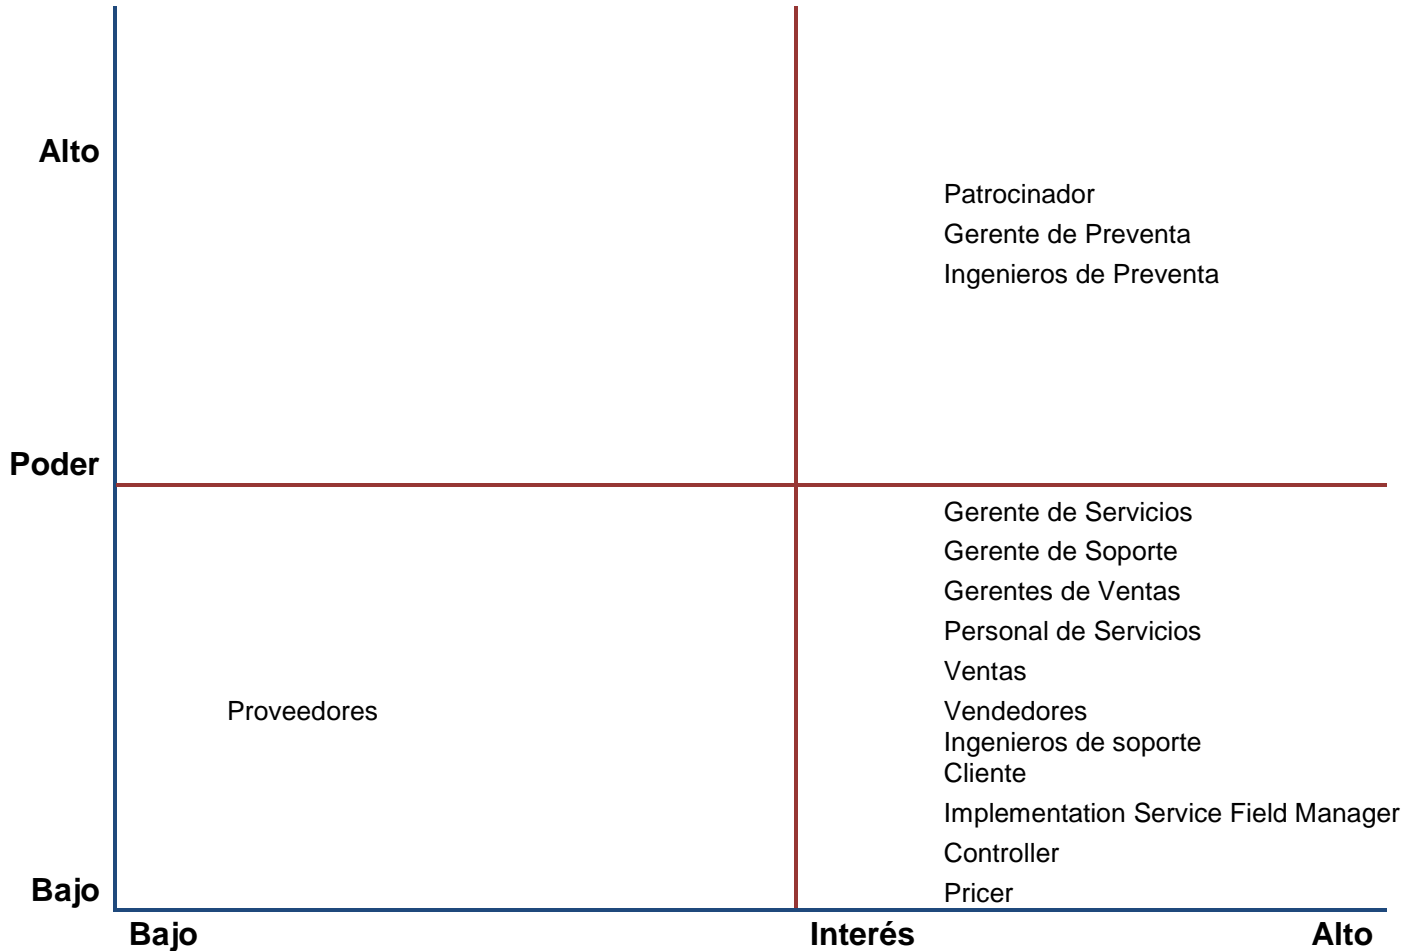 Alto
Patrocinador
Gerente de Preventa
Ingenieros de Preventa
Poder
Gerente de Servicios
Gerente de Soporte
Gerentes de Ventas
Personal de Servicios
Ventas
Proveedores
Vendedores
Ingenieros de soporte
Cliente
Implementation Service Field Manager
Controller
Pricer
Bajo
Bajo
Interés
Alto